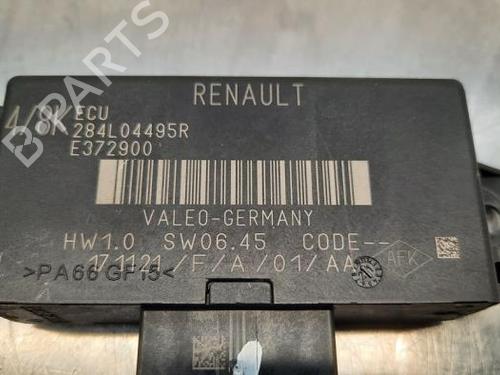 RENAULT
4/8K
ECU
284L04495R
E372900
VALEO-GERMANY
HW1.0 SW06.45 CODE--
171121/F/A/01/AA
AFK
>PA66 GF15<